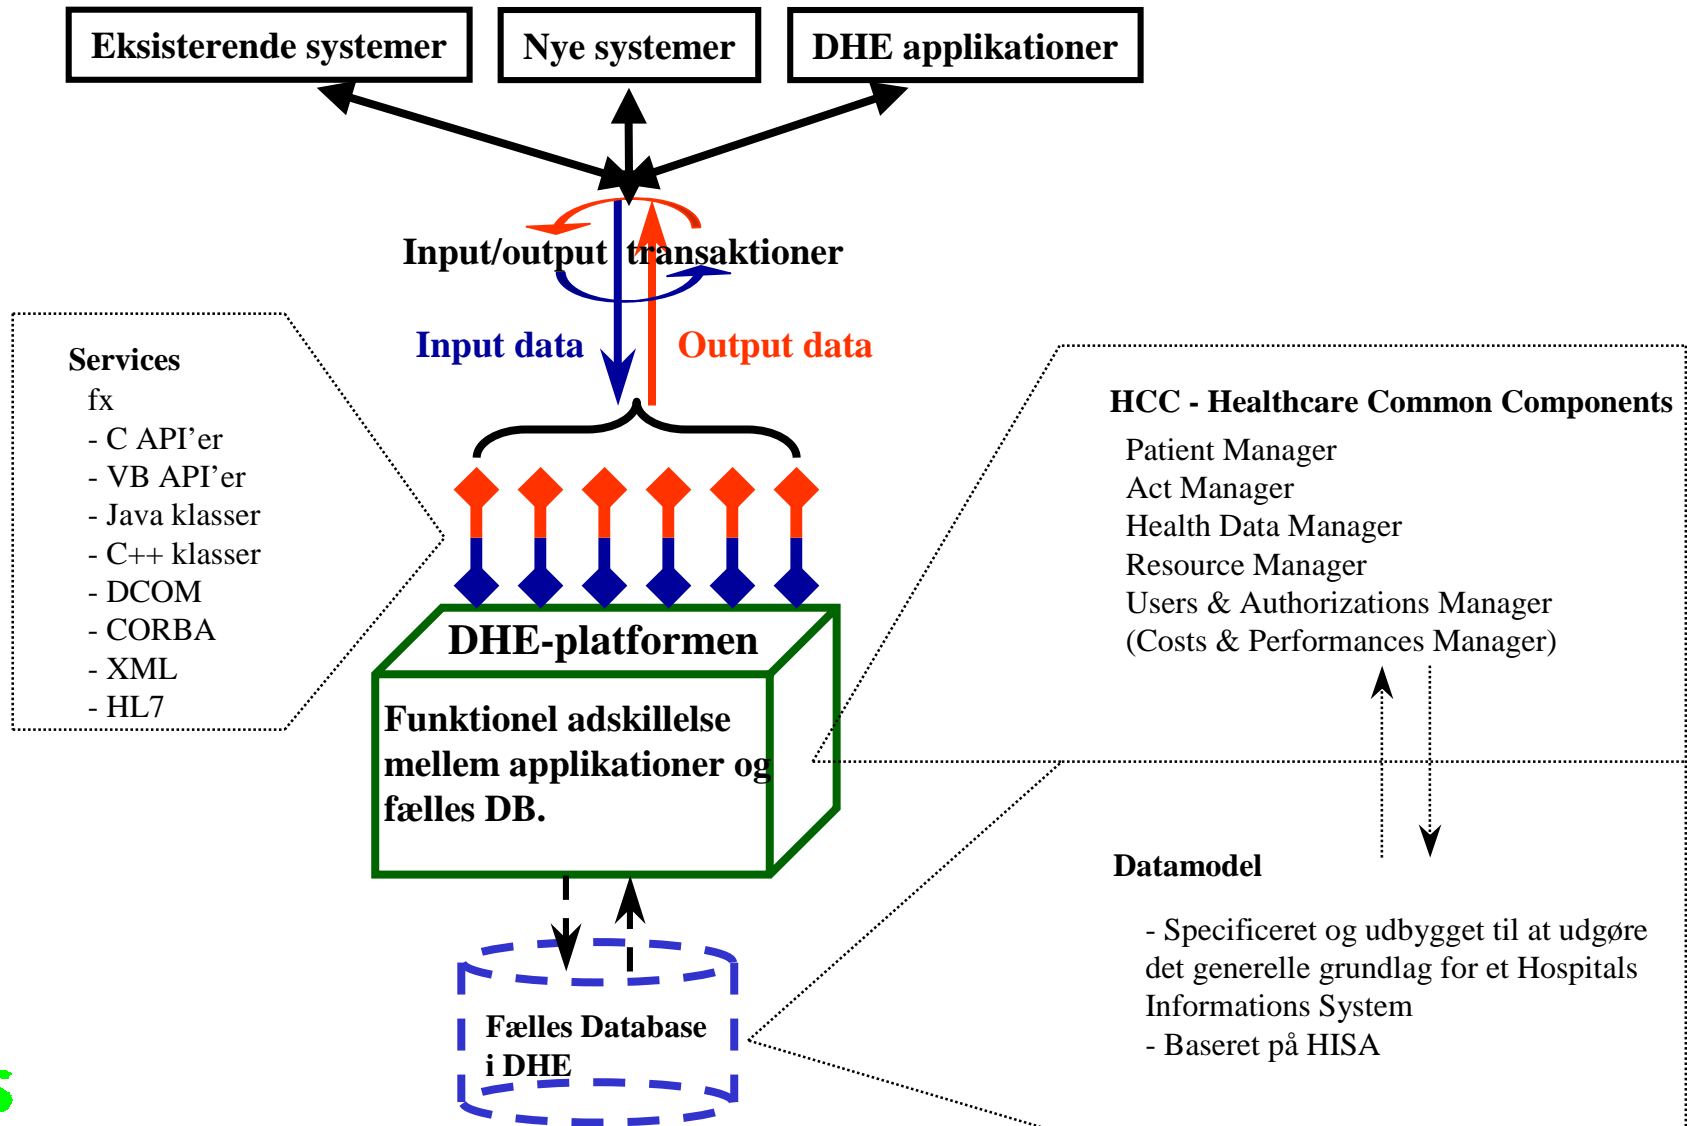 Eksisterende systemer
Nye systemer
DHE applikationer
Input/output transaktioner
Input data
Output data
Services
fx
- C API’er
- VB API’er
- Java klasser
- C++ klasser
- DCOM
- CORBA
- XML
- HL7
HCC - Healthcare Common Components
Patient Manager
Act Manager
Health Data Manager
Resource Manager
Users & Authorizations Manager
(Costs & Performances Manager)
DHE-platformen
Funktionel adskillelse
mellem applikationer og
fælles DB.
Datamodel
- Specificeret og udbygget til at udgøre
det generelle grundlag for et Hospitals
Informations System
- Baseret på HISA
Fælles Database
i DHE